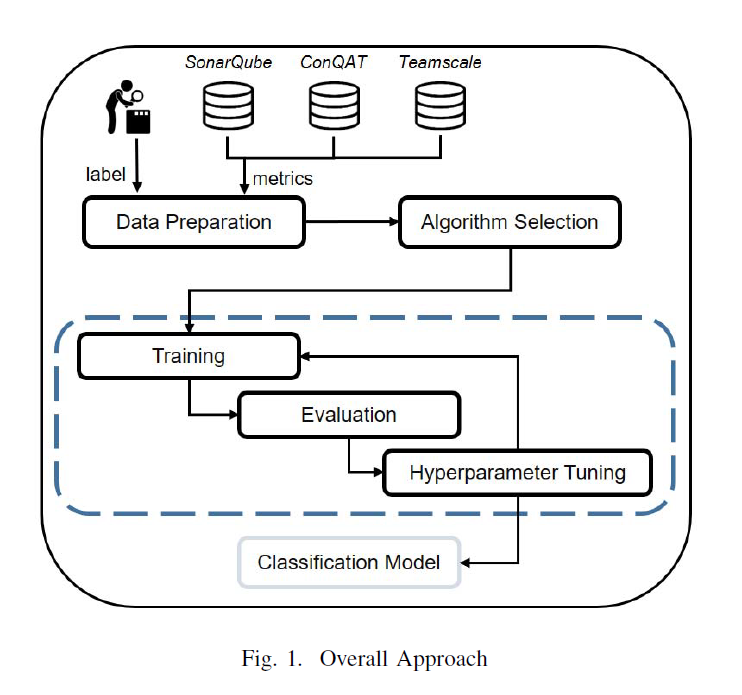 SonarQube ConQAT Teamscale
label
metrics
Data Preparation
Algorithm Selection
Training
Evaluation
Hyperparameter Tuning
Classification Model
Fig. 1. Overall Approach